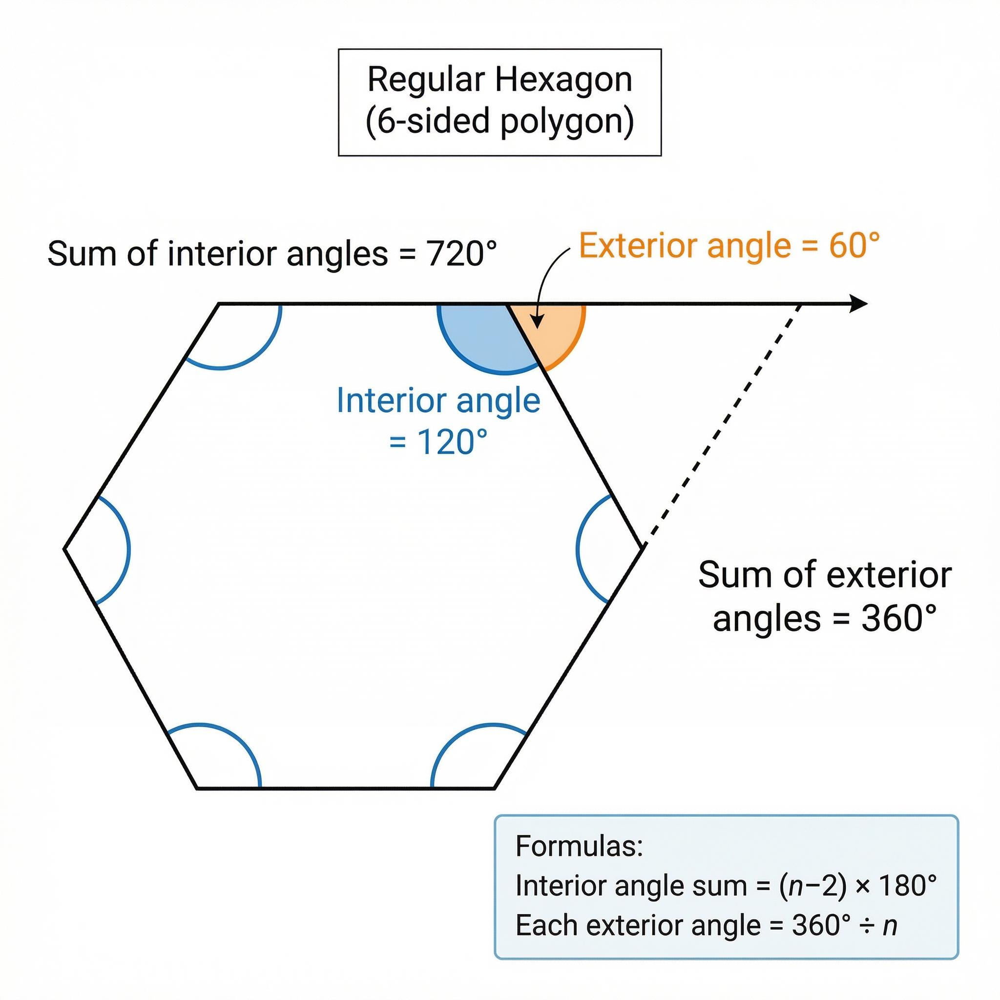 Regular Hexagon
(6-sided polygon)
Sum of interior angles = 720°
Exterior angle = 60°
Interior angle
= 120°
Sum of exterior
angles = 360°
Formulas:
Interior angle sum = (n−2) × 180°
Each exterior angle = 360° ÷ n